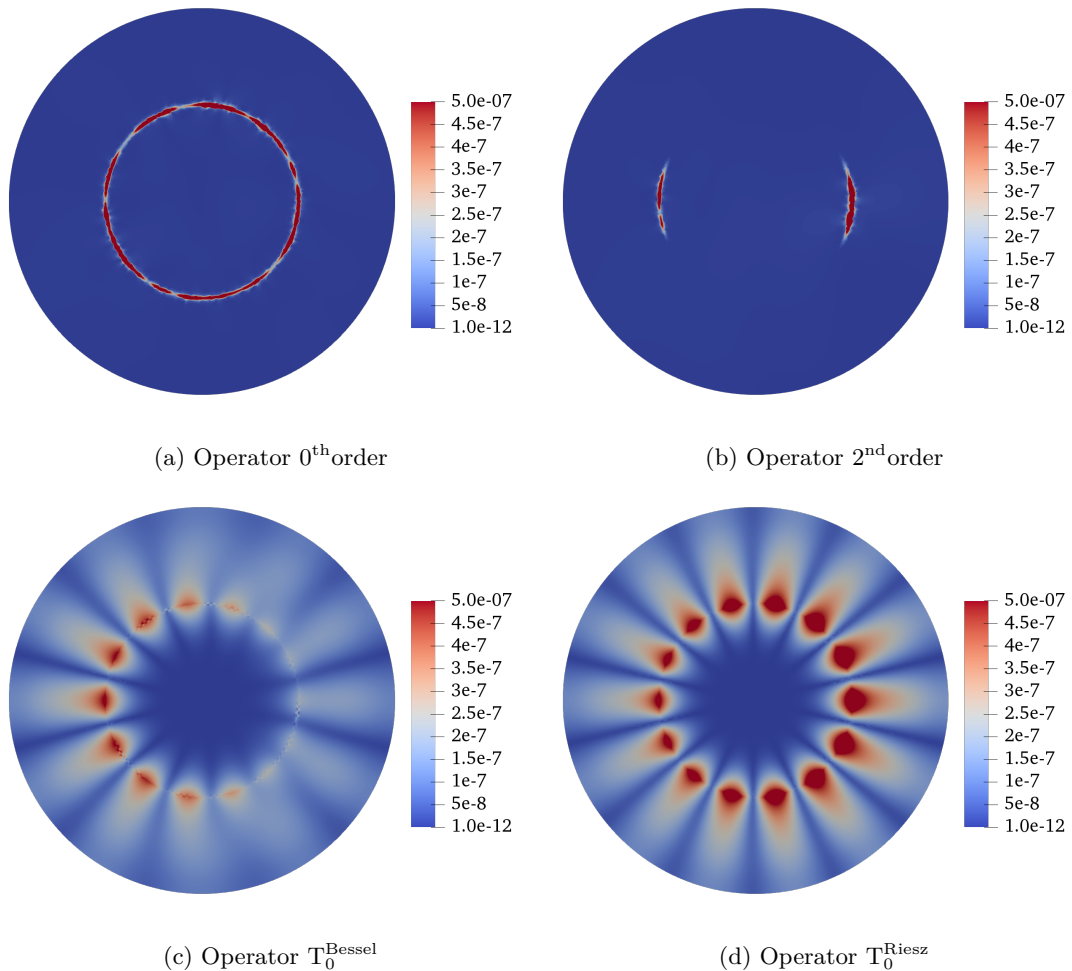 5.0e-07
4.5e-7
4e-7
3.5e-7
3e-7
2.5e-7
2e-7
1.5e-7
1e-7
5e-8
1.0e-12
(a) Operator 0ᵗʰorder
5.0e-07
4.5e-7
4e-7
3.5e-7
3e-7
2.5e-7
2e-7
1.5e-7
1e-7
5e-8
1.0e-12
(b) Operator 2ⁿᵈorder
5.0e-07
4.5e-7
4e-7
3.5e-7
3e-7
2.5e-7
2e-7
1.5e-7
1e-7
5e-8
1.0e-12
(c) Operator T₀ᴮᵉˢˢᵉˡ
5.0e-07
4.5e-7
4e-7
3.5e-7
3e-7
2.5e-7
2e-7
1.5e-7
1e-7
5e-8
1.0e-12
(d) Operator T₀ᴿⁱᵉˢᶻ